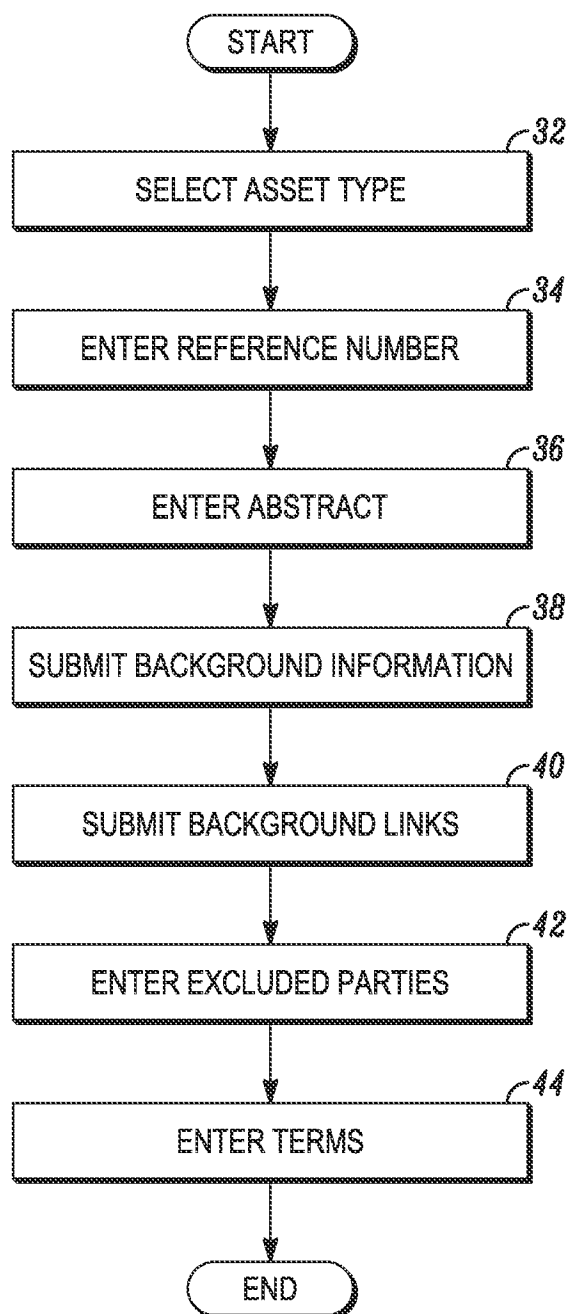 START
32
SELECT ASSET TYPE
34
ENTER REFERENCE NUMBER
36
ENTER ABSTRACT
38
SUBMIT BACKGROUND INFORMATION
40
SUBMIT BACKGROUND LINKS
42
ENTER EXCLUDED PARTIES
44
ENTER TERMS
END